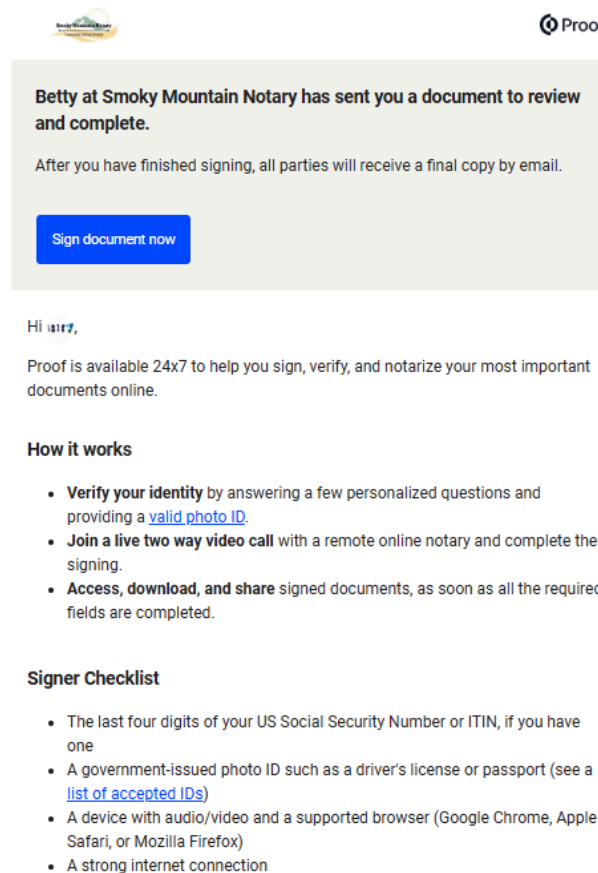 Smoky Mountain Notary
Proo
Betty at Smoky Mountain Notary has sent you a document to review
and complete.
After you have finished signing, all parties will receive a final copy by email.
Sign document now
Hi
Proof is available 24x7 to help you sign, verify, and notarize your most important
documents online.
How it works
• Verify your identity by answering a few personalized questions and
providing a valid photo ID.
• Join a live two way video call with a remote online notary and complete the
signing.
• Access, download, and share signed documents, as soon as all the required
fields are completed.
Signer Checklist
• The last four digits of your US Social Security Number or ITIN, if you have
one
• A government-issued photo ID such as a driver's license or passport (see a
list of accepted IDs)
• A device with audio/video and a supported browser (Google Chrome, Apple
Safari, or Mozilla Firefox)
• A strong internet connection